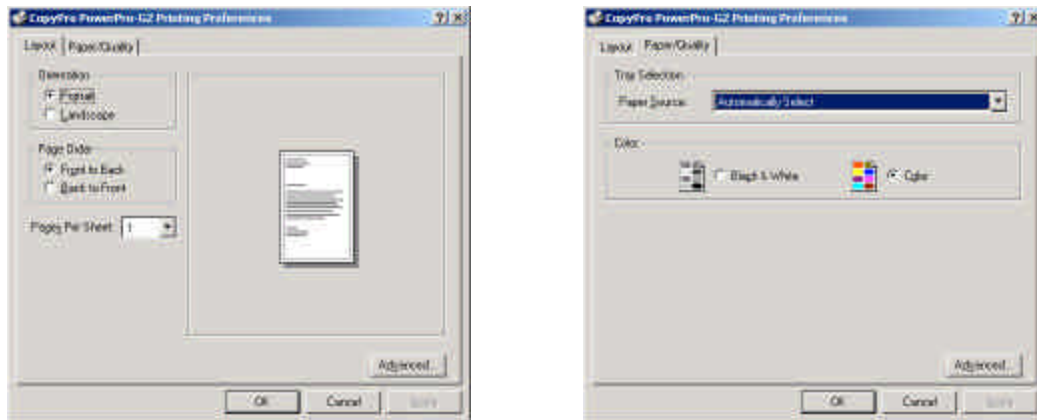 CopyPro PowerPro-G2 Printing Preferences
Layout Paper/Quality
Orientation
Portrait
Landscape
Page Order
Front to Back
Back to Front
Pages Per Sheet: 1
Advanced...
OK Cancel Apply
CopyPro PowerPro-G2 Printing Preferences
Layout Paper/Quality
Tray Selection
Paper Source: Automatically Select
Color
Black & White Color
Advanced...
OK Cancel Apply